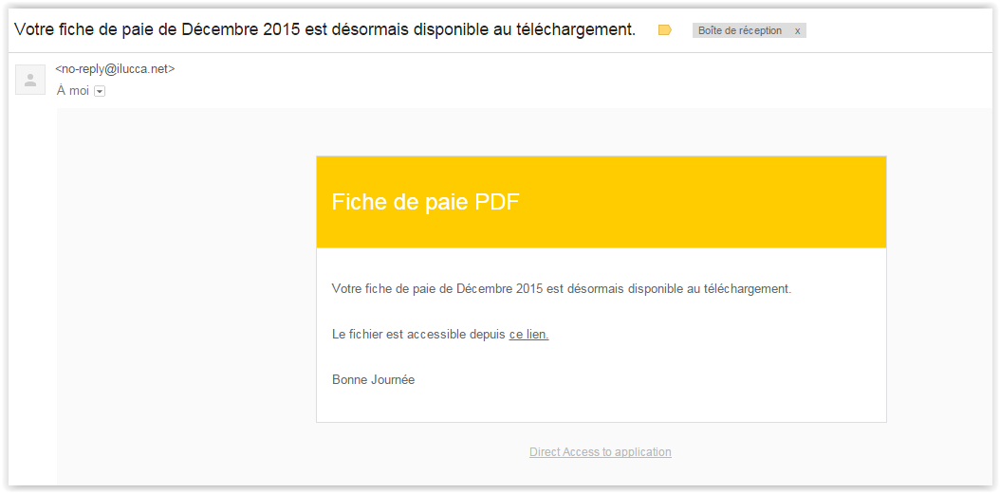 Votre fiche de paie de Décembre 2015 est désormais disponible au téléchargement.
Boîte de réception x
<no-reply@ilucca.net>
À moi
Fiche de paie PDF
Votre fiche de paie de Décembre 2015 est désormais disponible au téléchargement.
Le fichier est accessible depuis ce lien.
Bonne Journée
Direct Access to application